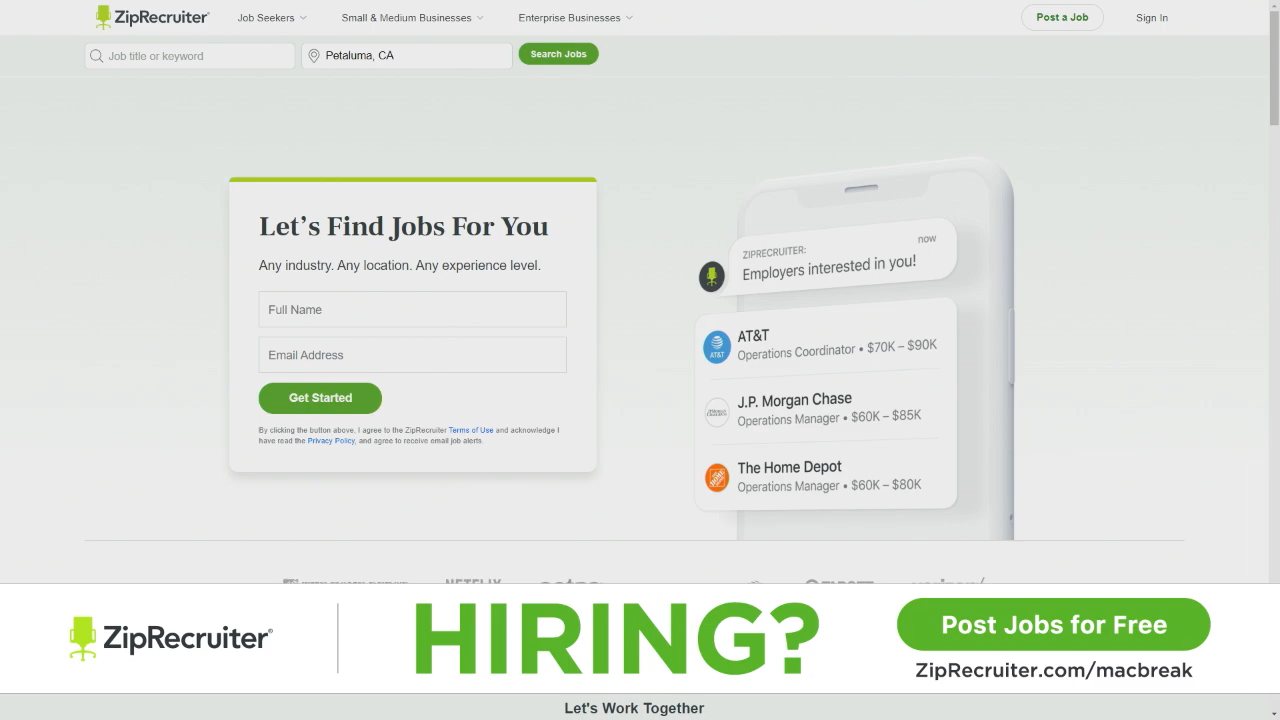 ZipRecruiter
Job Seekers
Small & Medium Businesses
Enterprise Businesses
Post a Job
Sign In
Job title or keyword
Petaluma, CA
Search Jobs
Let's Find Jobs For You
Any industry. Any location. Any experience level.
Full Name
Email Address
Get Started
By clicking the button above, I agree to the ZipRecruiter Terms of Use and acknowledge I
have read the Privacy Policy, and agree to receive email job alerts.
now
ZIPRECRUITER:
Employers interested in you!
AT&T
AT&T
Operations Coordinator • $70K – $90K
J.P. Morgan Chase
Operations Manager • $60K – $85K
The Home Depot
Operations Manager • $60K – $80K
NETFLIX
verizon
ZipRecruiter®
HIRING?
Post Jobs for Free
ZipRecruiter.com/macbreak
Let's Work Together